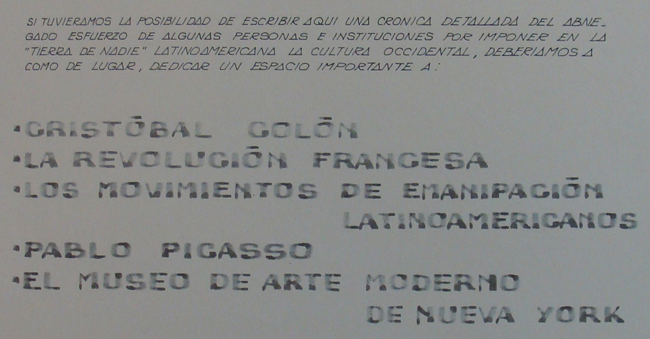 SI TUVIERAMOS LA POSIBILIDAD DE ESCRIBIR AQUI UNA CRONICA DETALLADA DEL ABNE-
GADO ESFUERZO DE ALGUNAS PERSONAS E INSTITUCIONES POR IMPONER EN LA
"TIERRA DE NADIE" LATINOAMERICANA LA CULTURA OCCIDENTAL, DEBERIAMOS A
COMO DE LUGAR, DEDICAR UN ESPACIO IMPORTANTE A:
•CRISTÓBAL COLÓN
•LA REVOLUCIÓN FRANCESA
•LOS MOVIMIENTOS DE EMANIPACIÓN
LATINOAMERICANOS
•PABLO PICASSO
•EL MUSEO DE ARTE MODERNO
DE NUEVA YORK